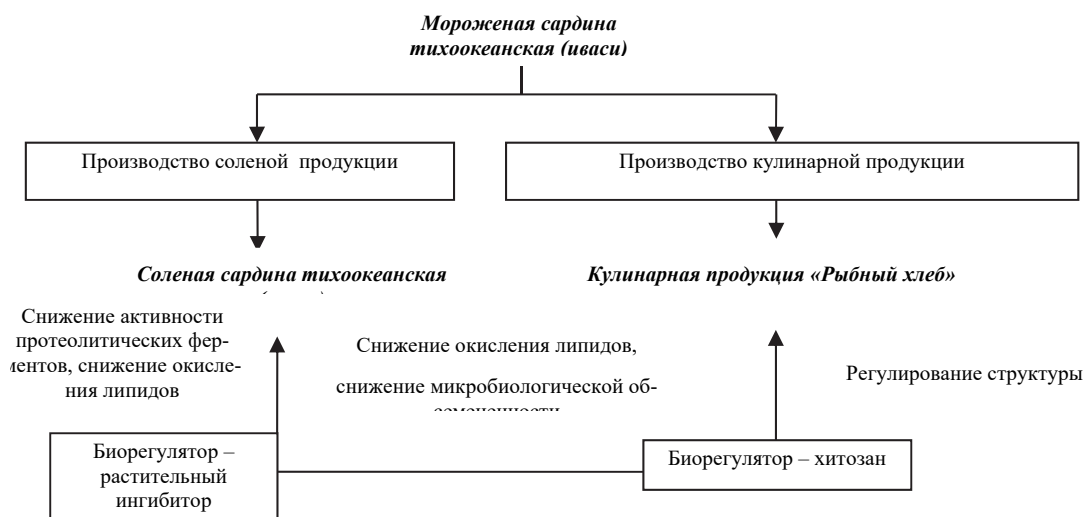 Мороженая сардина
тихоокеанская (иваси)
Производство соленой продукции
Производство кулинарной продукции
Соленая сардина тихоокеанская
Кулинарная продукция «Рыбный хлеб»
Снижение активности
протеолитических фер-
ментов, снижение окисле-
ния липидов
Снижение окисления липидов,
снижение микробиологической об-
семененности
Регулирование структуры
Биорегулятор –
растительный
ингибитор
Биорегулятор – хитозан